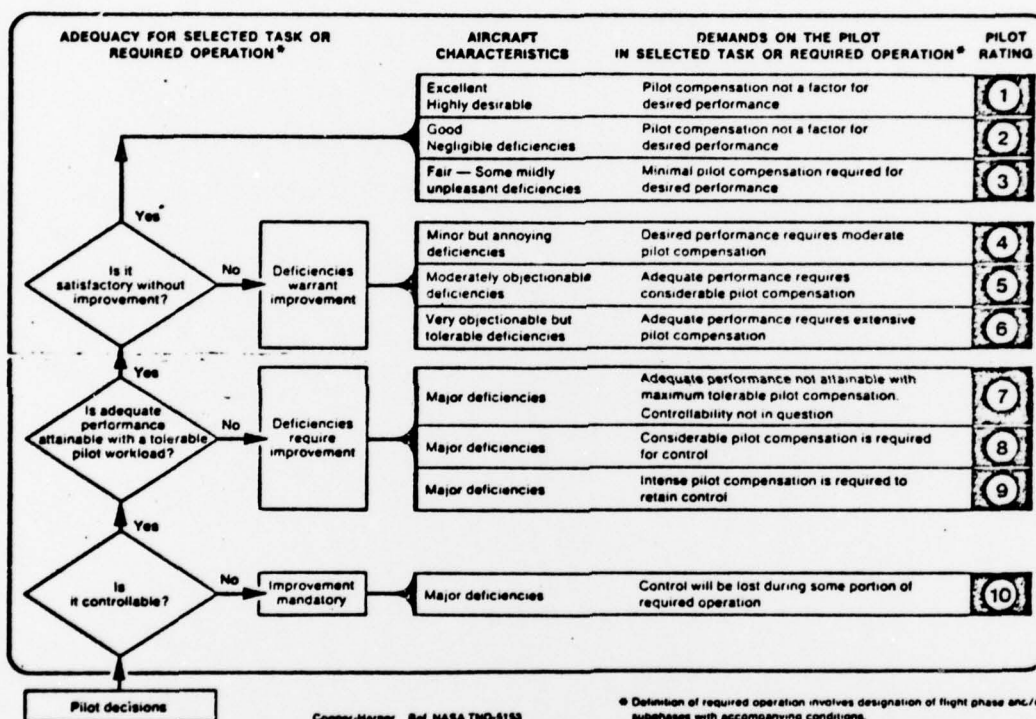 ADEQUACY FOR SELECTED TASK OR
REQUIRED OPERATION*
AIRCRAFT
CHARACTERISTICS
DEMANDS ON THE PILOT
IN SELECTED TASK OR REQUIRED OPERATION*
PILOT
RATING
Excellent
Highly desirable
Pilot compensation not a factor for
desired performance
1
Good
Negligible deficiencies
Pilot compensation not a factor for
desired performance
2
Fair — Some mildly
unpleasant deficiencies
Minimal pilot compensation required for
desired performance
3
Yes
Is it
satisfactory without
improvement?
No
Deficiencies
warrant
improvement
Minor but annoying
deficiencies
Desired performance requires moderate
pilot compensation
4
Moderately objectionable
deficiencies
Adequate performance requires
considerable pilot compensation
5
Very objectionable but
tolerable deficiencies
Adequate performance requires extensive
pilot compensation
6
Yes
Is adequate
performance
attainable with a tolerable
pilot workload?
No
Deficiencies
require
improvement
Major deficiencies
Adequate performance not attainable with
maximum tolerable pilot compensation.
Controllability not in question
7
Major deficiencies
Considerable pilot compensation is required
for control
8
Major deficiencies
Intense pilot compensation is required to
retain control
9
Yes
Is
it controllable?
No
Improvement
mandatory
Major deficiencies
Control will be lost during some portion of
required operation
10
Pilot decisions
Cooper-Harper Ref NASA TND-5153
* Definition of required operation involves designation of flight phase and/
subphases with accompanying conditions.